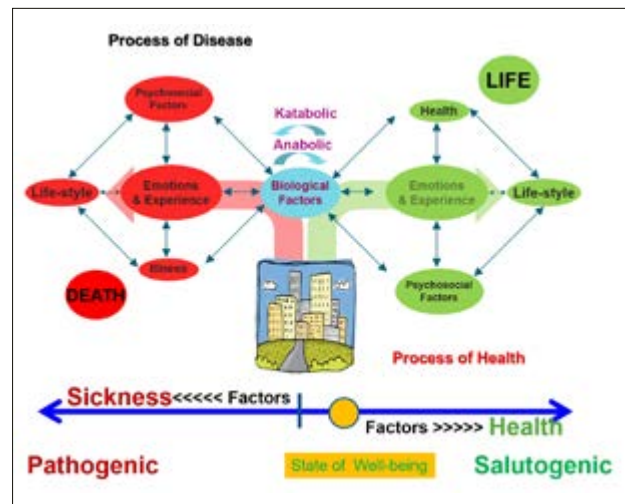 Process of Disease
LIFE
Psychosocial
Factors
Katabolic
Health
Anabolic
Life-style
Emotions
& Experience
Biological
Factors
Emotions
& Experience
Life-style
Illness
DEATH
Psychosocial
Factors
Process of Health
Sickness <<<<< Factors
Factors >>>>> Health
Pathogenic
State of Well-being
Salutogenic